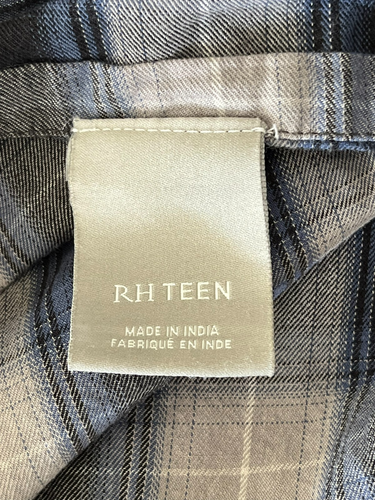 RH TEEN
MADE IN INDIA
FABRIQUÉ EN INDE